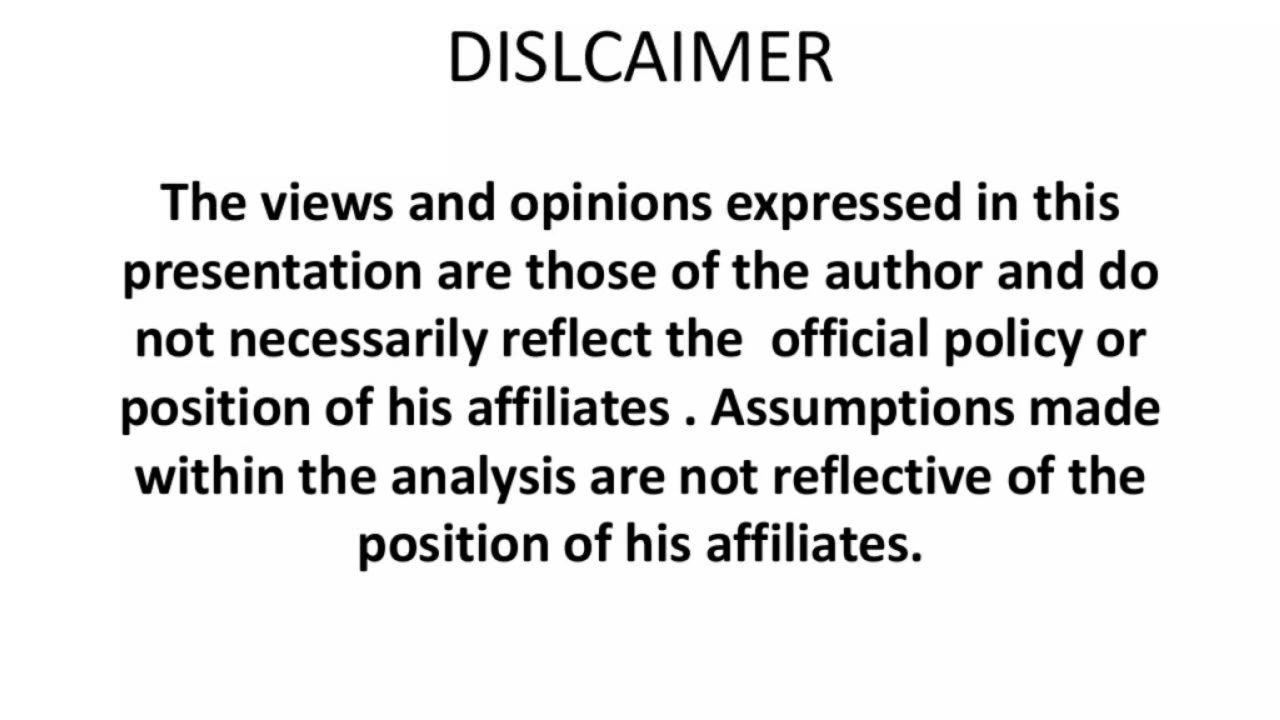 DISLCAIMER
The views and opinions expressed in this
presentation are those of the author and do
not necessarily reflect the  official policy or
position of his affiliates . Assumptions made
within the analysis are not reflective of the
position of his affiliates.